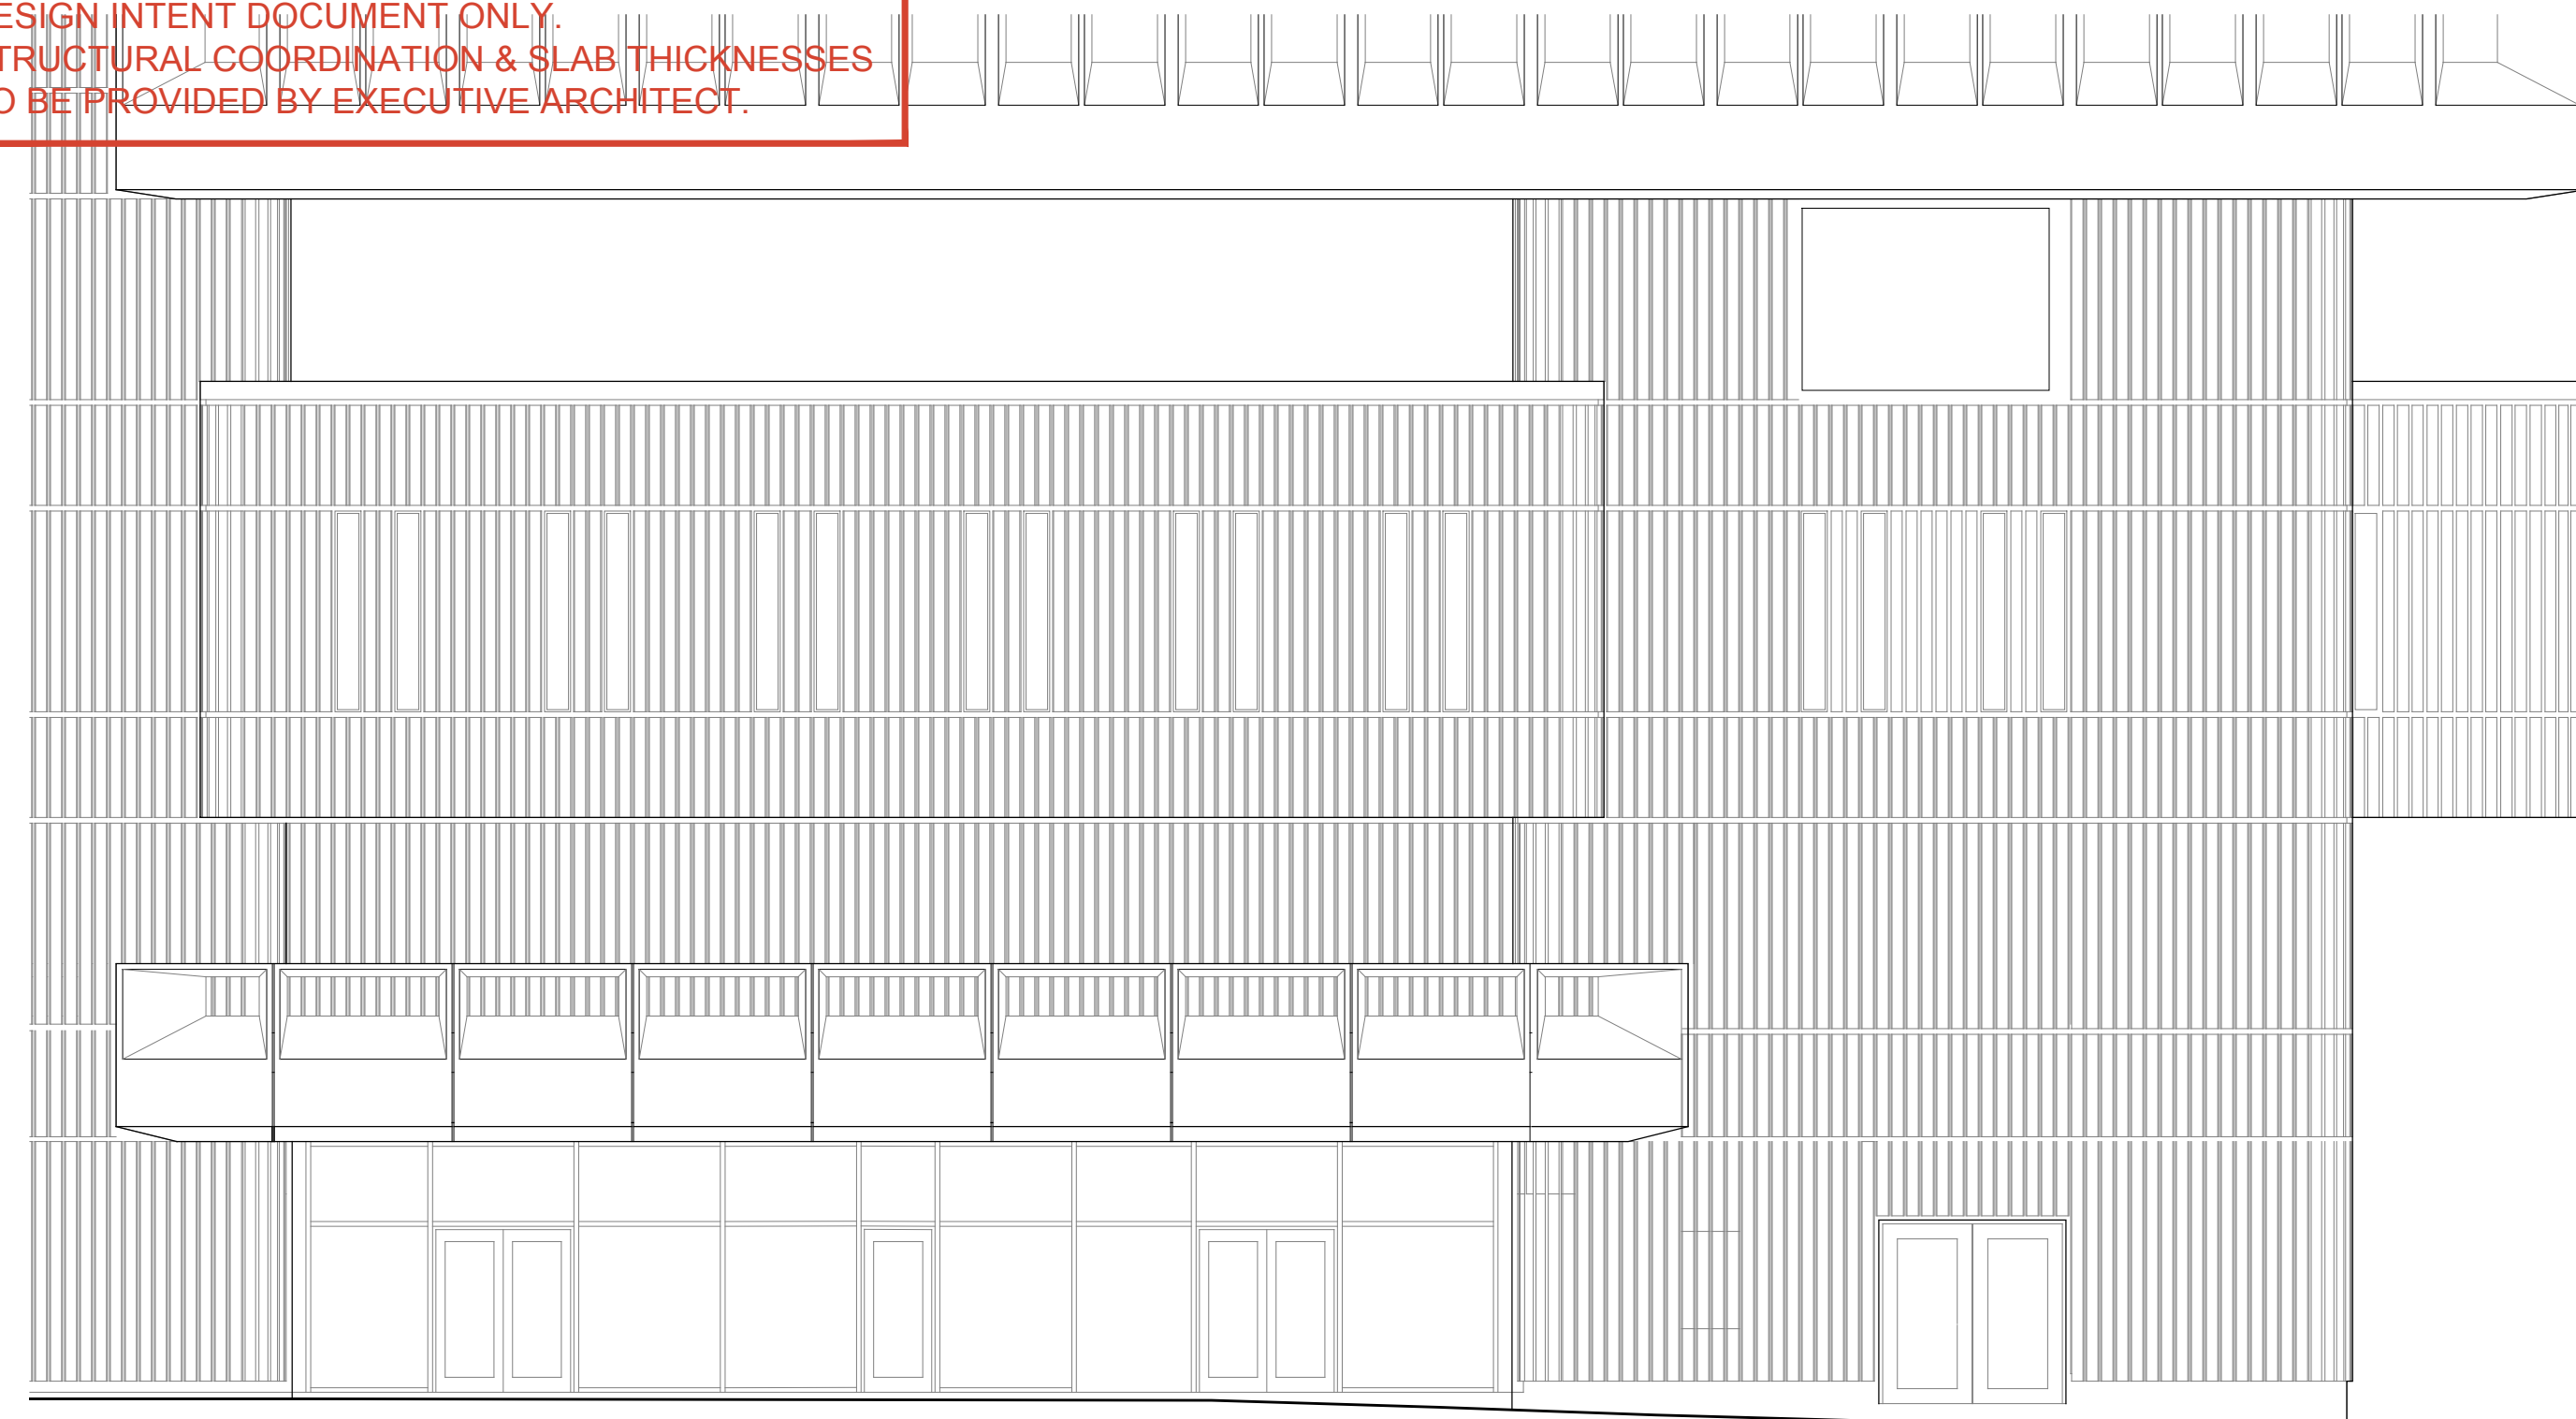 ESIGN INTENT DOCUMENT ONLY.
TRUCTURAL COORDINATION & SLAB THICKNESSES
O BE PROVIDED BY EXECUTIVE ARCHITECT.